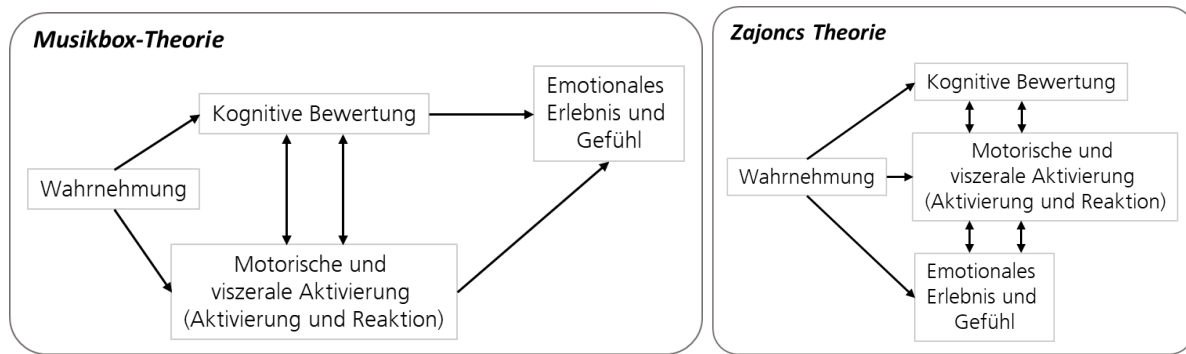 Musikbox-Theorie
Kognitive Bewertung
Emotionales
Erlebnis und
Gefühl
Wahrnehmung
Motorische und
viszerale Aktivierung
(Aktivierung und Reaktion)
Zajoncs Theorie
Kognitive Bewertung
Wahrnehmung
Motorische und
viszerale Aktivierung
(Aktivierung und Reaktion)
Emotionales
Erlebnis und
Gefühl